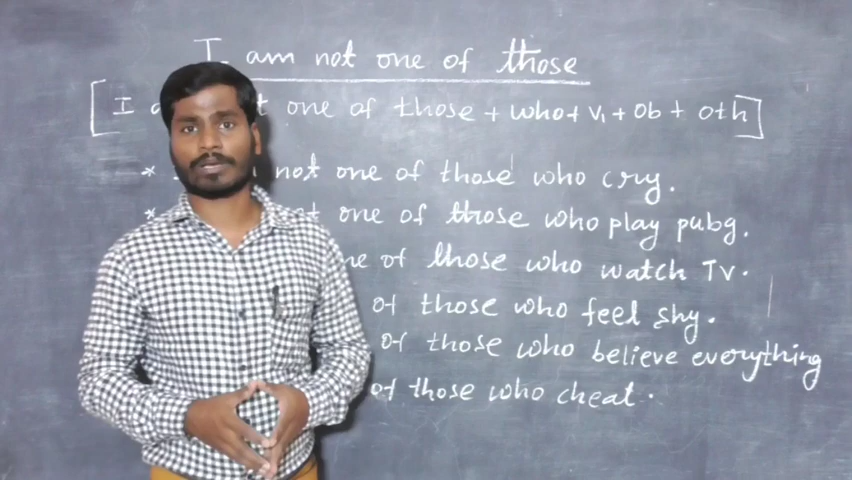 I am not one of those
[I a t one of those + who + V1 + Ob + oth]
* not one of those who cry.
* ot one of those who play pubg.
ne of those who watch TV.
of those who feel shy.
of those who believe everything
of those who cheat.